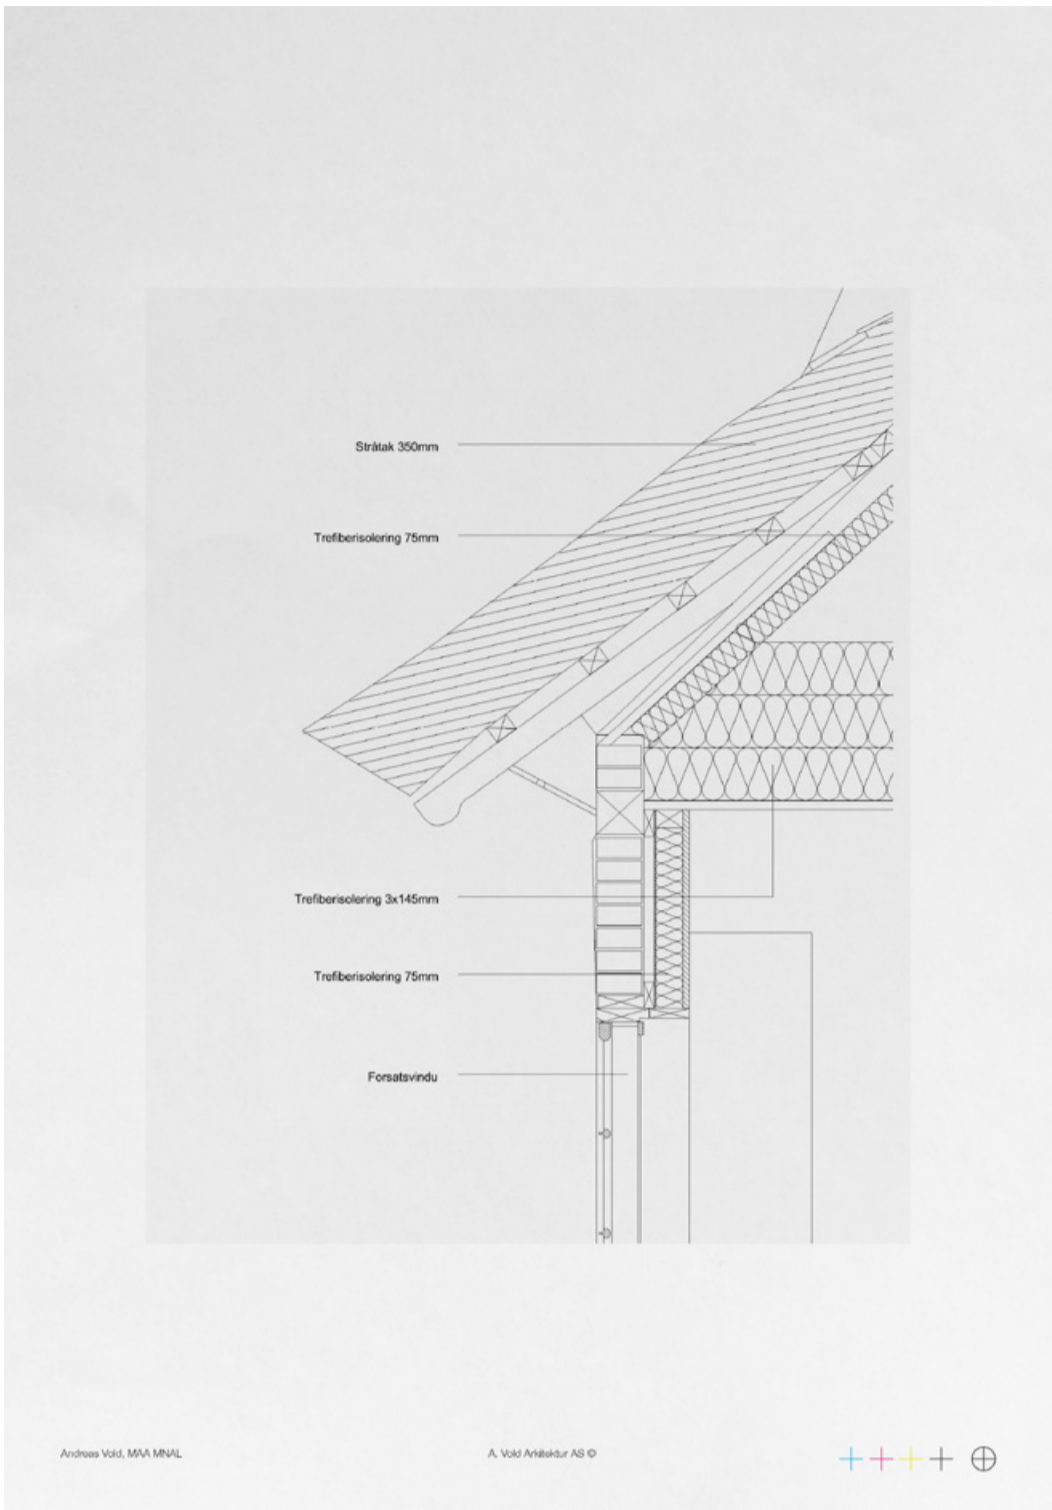 Stråtak 350mm
Trefiberisolering 75mm
Trefiberisolering 3x145mm
Trefiberisolering 75mm
Forsatsvindu
Andreas Vold, MAA MNAL
A. Vold Arkitektur AS ©